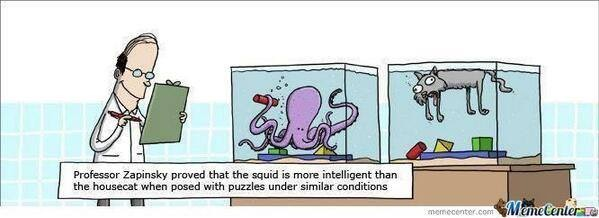 Professor Zapinsky proved that the squid is more intelligent than
the housecat when posed with puzzles under similar conditions
memecenter.com
MemeCenter